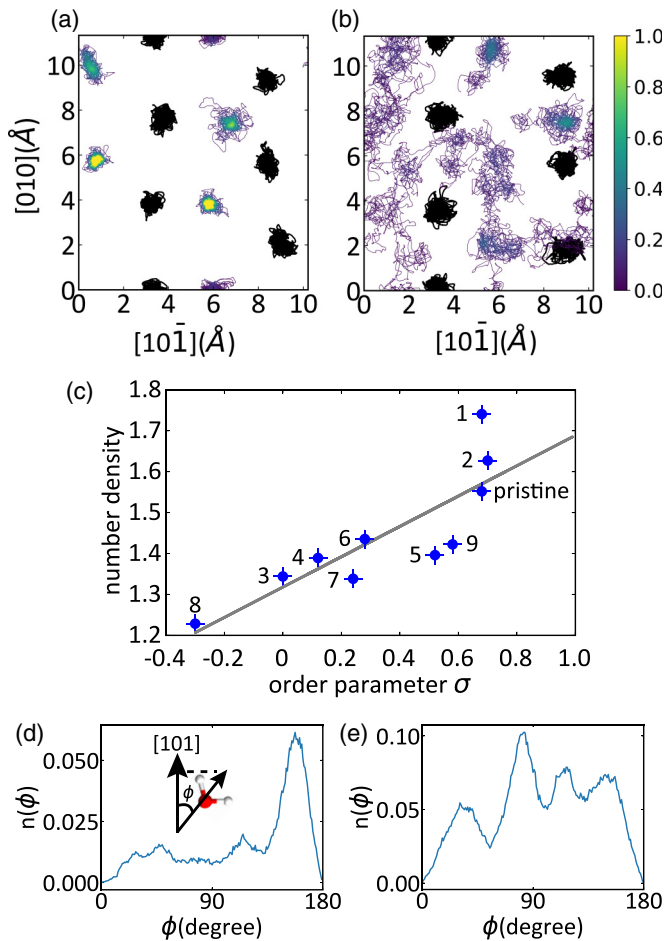 (a)
(b)
10
8
6
4
2
0
[010](Å)
0 2 4 6 8 10
[101̄](Å)
10
8
6
4
2
0
0 2 4 6 8 10
[101̄](Å)
1.0
0.8
0.6
0.4
0.2
0.0
(c)
1.8
1.7
1.6
1.5
1.4
1.3
1.2
number density
1
2
pristine
6
4
9
5
3
7
8
-0.4 -0.2 0 0.2 0.4 0.6 0.8 1.0
order parameter σ
(d)
0.050
0.025
0.000
n(ϕ)
[101]
ϕ
0 90 180
ϕ(degree)
(e)
0.10
0.05
0.00
n(ϕ)
0 90 180
ϕ(degree)